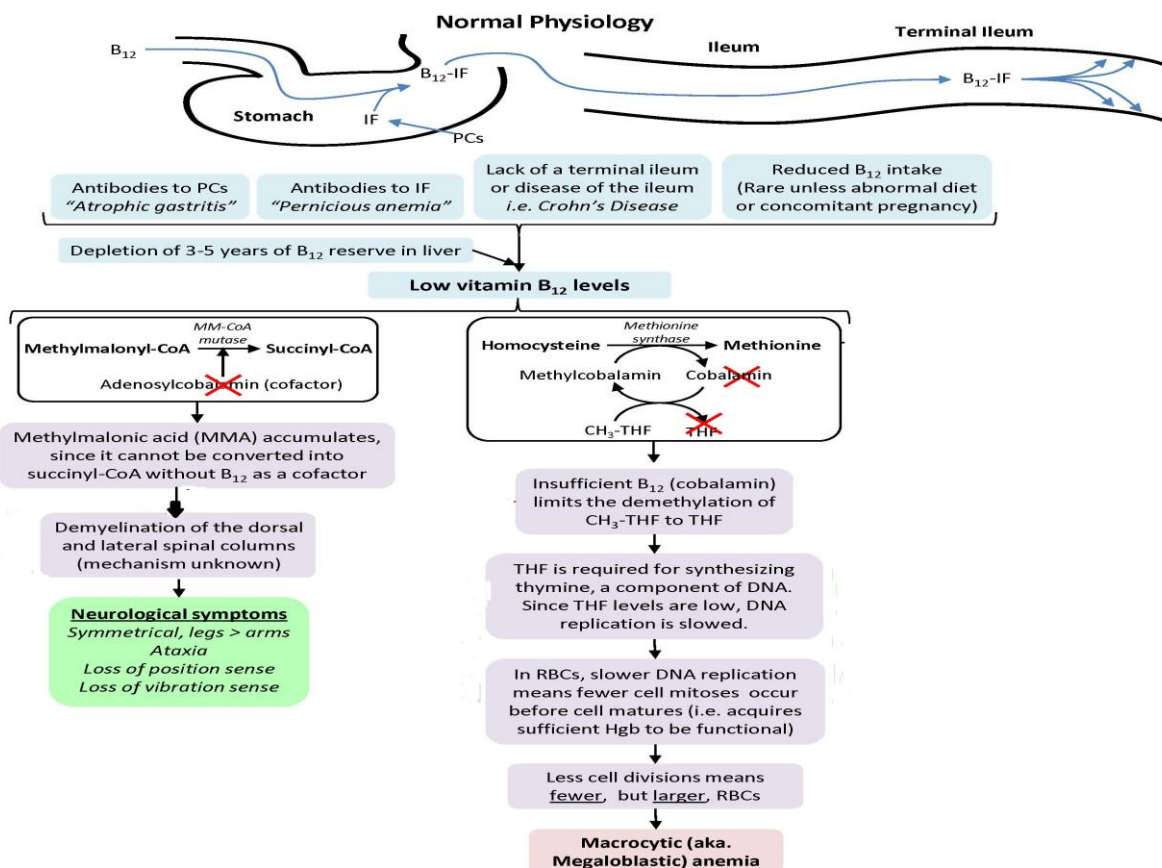 Normal Physiology
B₁₂
B₁₂-IF
Stomach
IF
PCs
Ileum
Terminal Ileum
B₁₂-IF
Antibodies to PCs
"Atrophic gastritis"
Antibodies to IF
"Pernicious anemia"
Lack of a terminal ileum
or disease of the ileum
i.e. Crohn's Disease
Reduced B₁₂ intake
(Rare unless abnormal diet
or concomitant pregnancy)
Depletion of 3-5 years of B₁₂ reserve in liver
Low vitamin B₁₂ levels
MM-CoA
mutase
Methylmalonyl-CoA
Succinyl-CoA
Adenosylcobalamin (cofactor)
Methylmalonic acid (MMA) accumulates,
since it cannot be converted into
succinyl-CoA without B₁₂ as a cofactor
Demyelination of the dorsal
and lateral spinal columns
(mechanism unknown)
Neurological symptoms
Symmetrical, legs > arms
Ataxia
Loss of position sense
Loss of vibration sense
Methionine
synthase
Homocysteine
Methionine
Methylcobalamin
Cobalamin
CH₃-THF
THF
Insufficient B₁₂ (cobalamin)
limits the demethylation of
CH₃-THF to THF
THF is required for synthesizing
thymine, a component of DNA.
Since THF levels are low, DNA
replication is slowed.
In RBCs, slower DNA replication
means fewer cell mitoses occur
before cell matures (i.e. acquires
sufficient Hgb to be functional)
Less cell divisions means
fewer, but larger, RBCs
Macrocytic (aka.
Megaloblastic) anemia